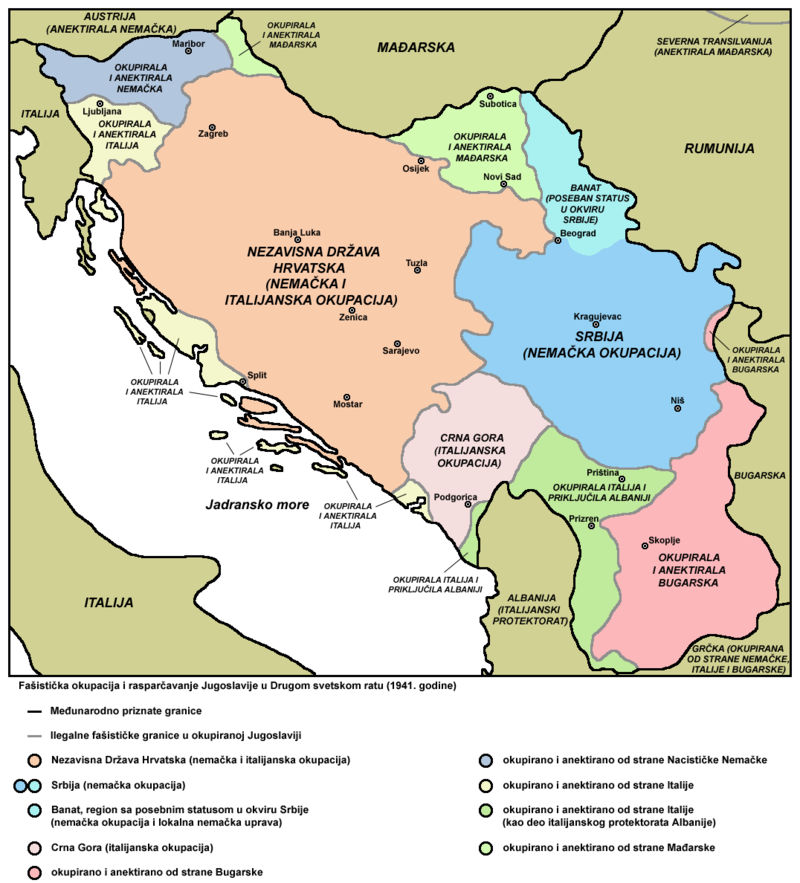 AUSTRIJA
(ANEKTIRALA NEMAČKA)
OKUPIRALA
I ANEKTIRALA
MAĐARSKA
MAĐARSKA
SEVERNA TRANSILVANIJA
(ANEKTIRALA MAĐARSKA)
Maribor
OKUPIRALA
I ANEKTIRALA
NEMAČKA
Ljubljana
ITALIJA
OKUPIRALA
I ANEKTIRALA
ITALIJA
Zagreb
Subotica
OKUPIRALA
I ANEKTIRALA
MAĐARSKA
Osijek
Novi Sad
RUMUNIJA
BANAT
(POSEBAN STATUS
U OKVIRU
SRBIJE)
Beograd
Banja Luka
NEZAVISNA DRŽAVA
HRVATSKA
(NEMAČKA I
ITALIJANSKA OKUPACIJA)
Tuzla
Zenica
Sarajevo
Kragujevac
SRBIJA
(NEMAČKA OKUPACIJA)
OKUPIRALA
I ANEKTIRALA
BUGARSKA
Split
OKUPIRALA
I ANEKTIRALA
ITALIJA
Mostar
Niš
CRNA GORA
(ITALIJANSKA
OKUPACIJA)
OKUPIRALA
I ANEKTIRALA
ITALIJA
Priština
OKUPIRALA ITALIJA I
PRIKLJUČILA ALBANIJI
BUGARSKA
Jadransko more
OKUPIRALA
I ANEKTIRALA
ITALIJA
Podgorica
Prizren
Skoplje
OKUPIRALA
I ANEKTIRALA
BUGARSKA
OKUPIRALA ITALIJA I
PRIKLJUČILA ALBANIJI
ITALIJA
ALBANIJA
(ITALIJANSKI
PROTEKTORAT)
GRČKA (OKUPIRANA
OD STRANE NEMAČKE,
ITALIJE I BUGARSKE)
Fašistička okupacija i rasparčavanje Jugoslavije u Drugom svetskom ratu (1941. godine)
Međunarodno priznate granice
Ilegalne fašističke granice u okupiranoj Jugoslaviji
Nezavisna Država Hrvatska (nemačka i italijanska okupacija)
Srbija (nemačka okupacija)
Banat, region sa posebnim statusom u okviru Srbije
(nemačka okupacija i lokalna nemačka uprava)
Crna Gora (italijanska okupacija)
okupirano i anektirano od strane Bugarske
okupirano i anektirano od strane Nacističke Nemačke
okupirano i anektirano od strane Italije
okupirano i anektirano od strane Italije
(kao deo italijanskog protektorata Albanije)
okupirano i anektirano od strane Mađarske